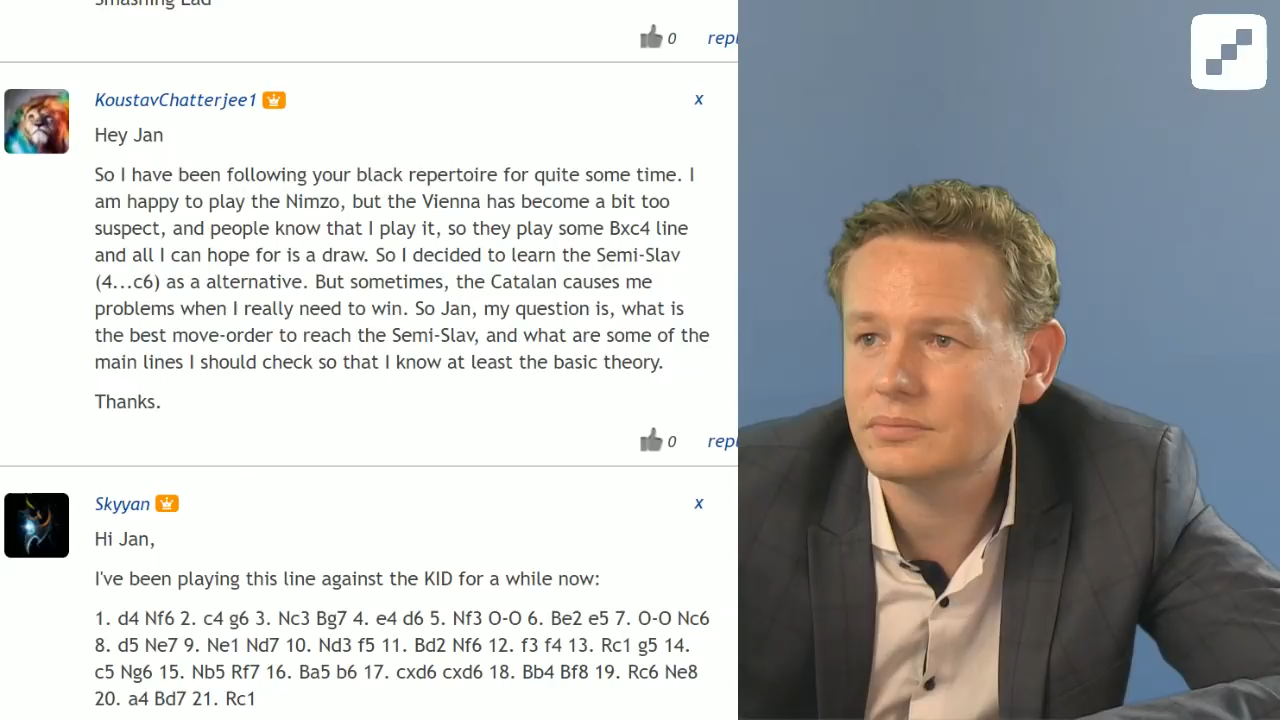 Smashing Lad
0 repl
KoustavChatterjee1 x
Hey Jan
So I have been following your black repertoire for quite some time. I
am happy to play the Nimzo, but the Vienna has become a bit too
suspect, and people know that I play it, so they play some Bxc4 line
and all I can hope for is a draw. So I decided to learn the Semi-Slav
(4...c6) as a alternative. But sometimes, the Catalan causes me
problems when I really need to win. So Jan, my question is, what is
the best move-order to reach the Semi-Slav, and what are some of the
main lines I should check so that I know at least the basic theory.
Thanks.
0 repl
Skyyan x
Hi Jan,
I've been playing this line against the KID for a while now:
1. d4 Nf6 2. c4 g6 3. Nc3 Bg7 4. e4 d6 5. Nf3 O-O 6. Be2 e5 7. O-O Nc6
8. d5 Ne7 9. Ne1 Nd7 10. Nd3 f5 11. Bd2 Nf6 12. f3 f4 13. Rc1 g5 14.
c5 Ng6 15. Nb5 Rf7 16. Ba5 b6 17. cxd6 cxd6 18. Bb4 Bf8 19. Rc6 Ne8
20. a4 Bd7 21. Rc1